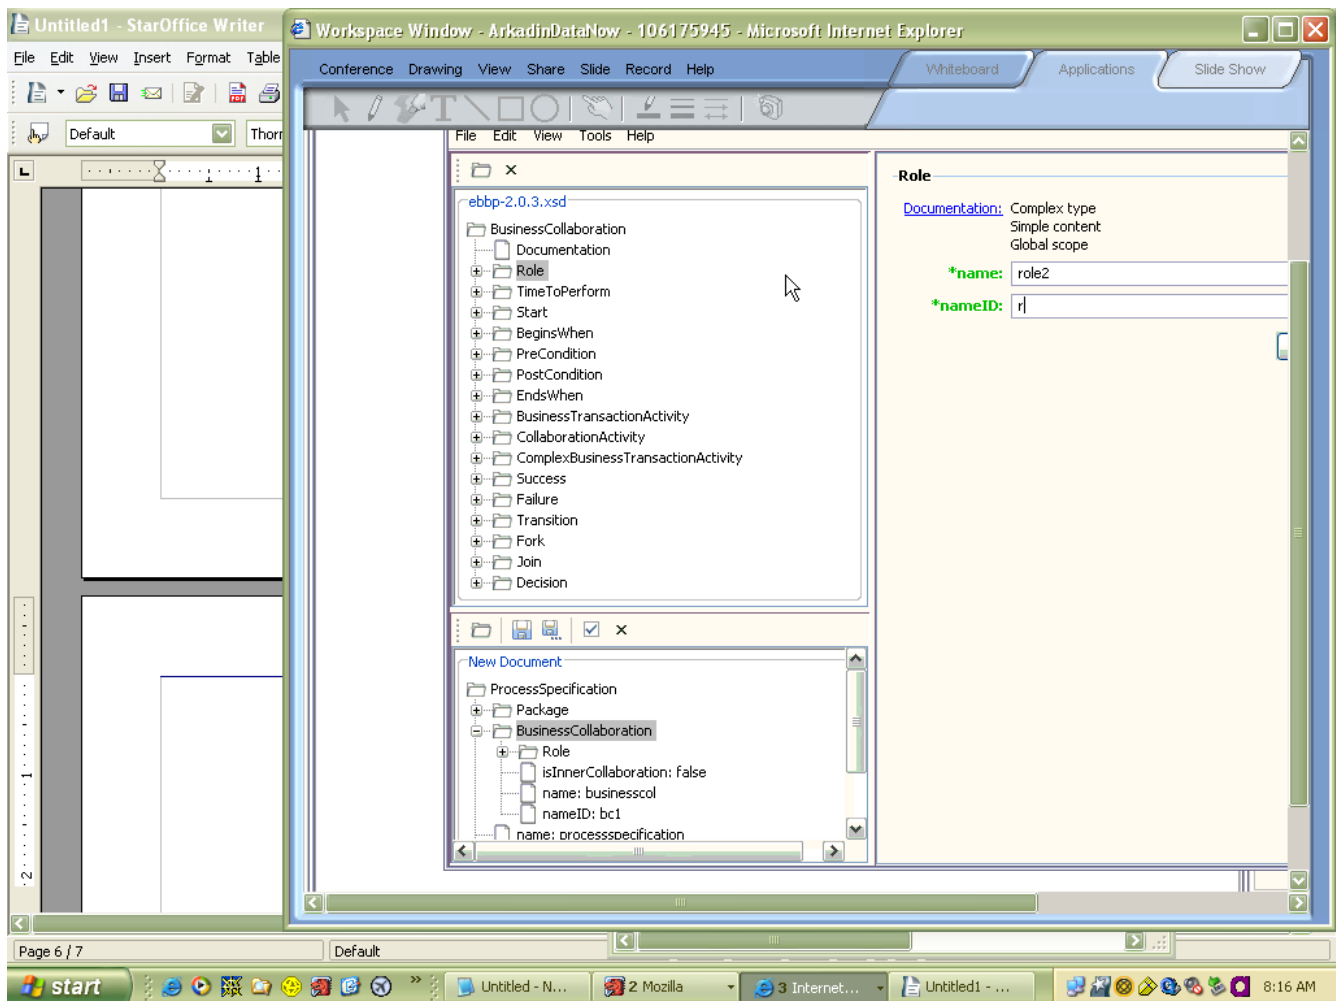 Untitled1 - StarOffice Writer
File Edit View Insert Format Table
Default
Thorn
1
Workspace Window - ArkadinDataNow - 106175945 - Microsoft Internet Explorer
Conference Drawing View Share Slide Record Help
Whiteboard
Applications
Slide Show
File Edit View Tools Help
ebbp-2.0.3.xsd
BusinessCollaboration
Documentation
Role
TimeToPerform
Start
BeginsWhen
PreCondition
PostCondition
EndsWhen
BusinessTransactionActivity
CollaborationActivity
ComplexBusinessTransactionActivity
Success
Failure
Transition
Fork
Join
Decision
Role
Documentation: Complex type
Simple content
Global scope
*name: role2
*nameID: r
New Document
ProcessSpecification
Package
BusinessCollaboration
Role
isInnerCollaboration: false
name: businesscol
nameID: bc1
name: processspecification
1
2
Page 6 / 7
Default
start
Untitled - N...
2 Mozilla
3 Internet...
Untitled1 - ...
8:16 AM